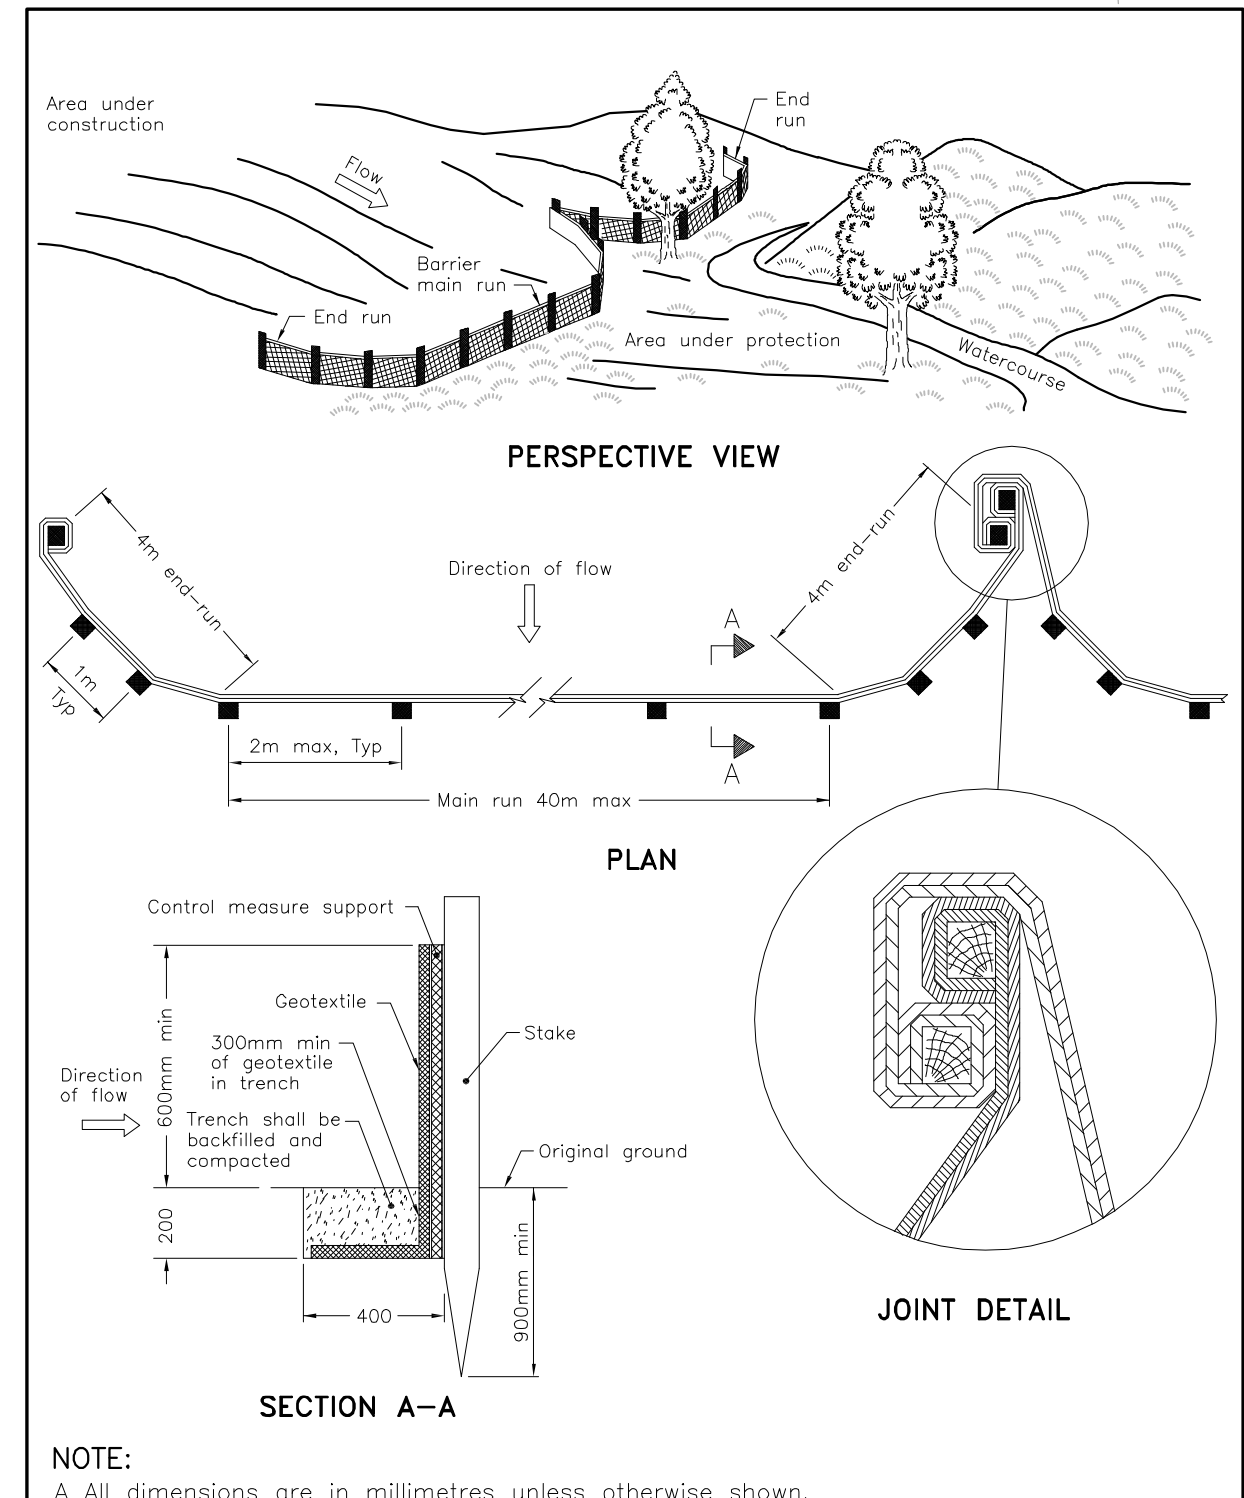 Area under
construction
Flow
End
run
Barrier
main run
End run
Area under protection
Watercourse
PERSPECTIVE VIEW
4m end-run
Direction of flow
4m end-run
A
1m
Typ
2m max, Typ
A
Main run 40m max
PLAN
Control measure support
Geotextile
300mm min
of geotextile
in trench
Stake
Direction
of flow
600mm min
Trench shall be
backfilled and
compacted
Original ground
200
400
900mm min
JOINT DETAIL
SECTION A-A
NOTE:
A All dimensions are in millimetres unless otherwise shown.